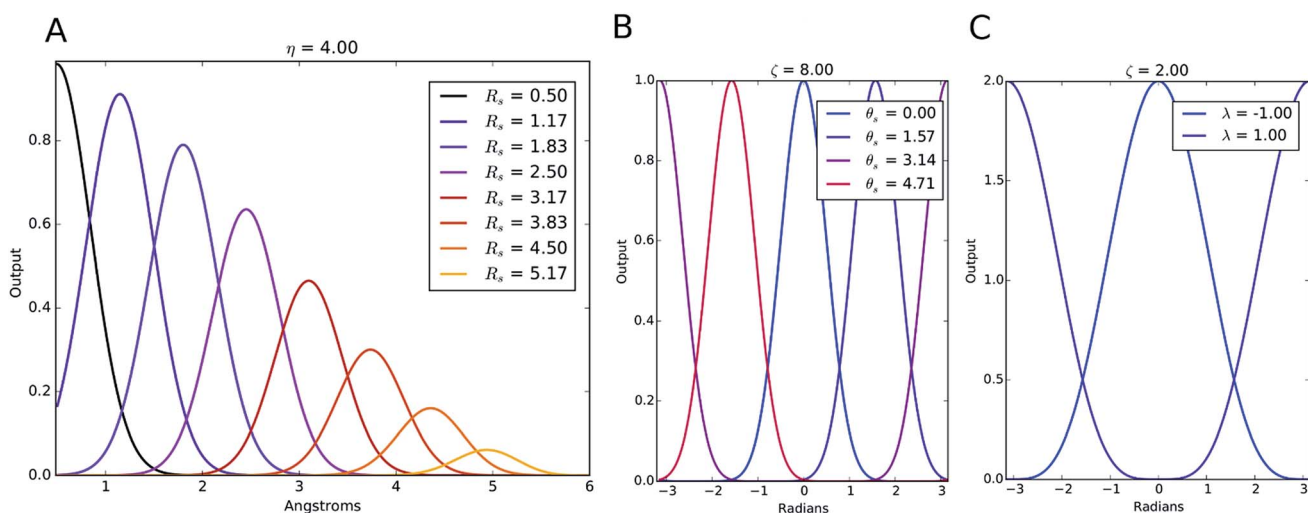 A
η = 4.00
Output
0.8
0.6
0.4
0.2
0.0
1 2 3 4 5 6
Angstroms
R_s = 0.50
R_s = 1.17
R_s = 1.83
R_s = 2.50
R_s = 3.17
R_s = 3.83
R_s = 4.50
R_s = 5.17
B
ζ = 8.00
Output
1.0
0.8
0.6
0.4
0.2
0.0
−3 −2 −1 0 1 2 3
Radians
θ_s = 0.00
θ_s = 1.57
θ_s = 3.14
θ_s = 4.71
C
ζ = 2.00
Output
2.0
1.5
1.0
0.5
0.0
−3 −2 −1 0 1 2 3
Radians
λ = -1.00
λ = 1.00